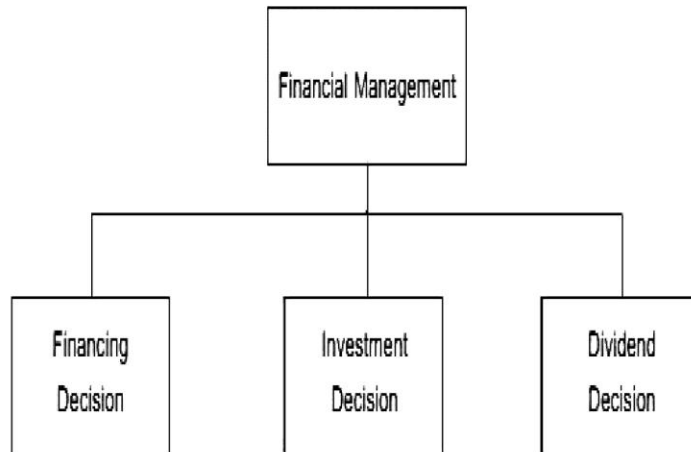 Financial Management
Financing
Decision
Investment
Decision
Dividend
Decision